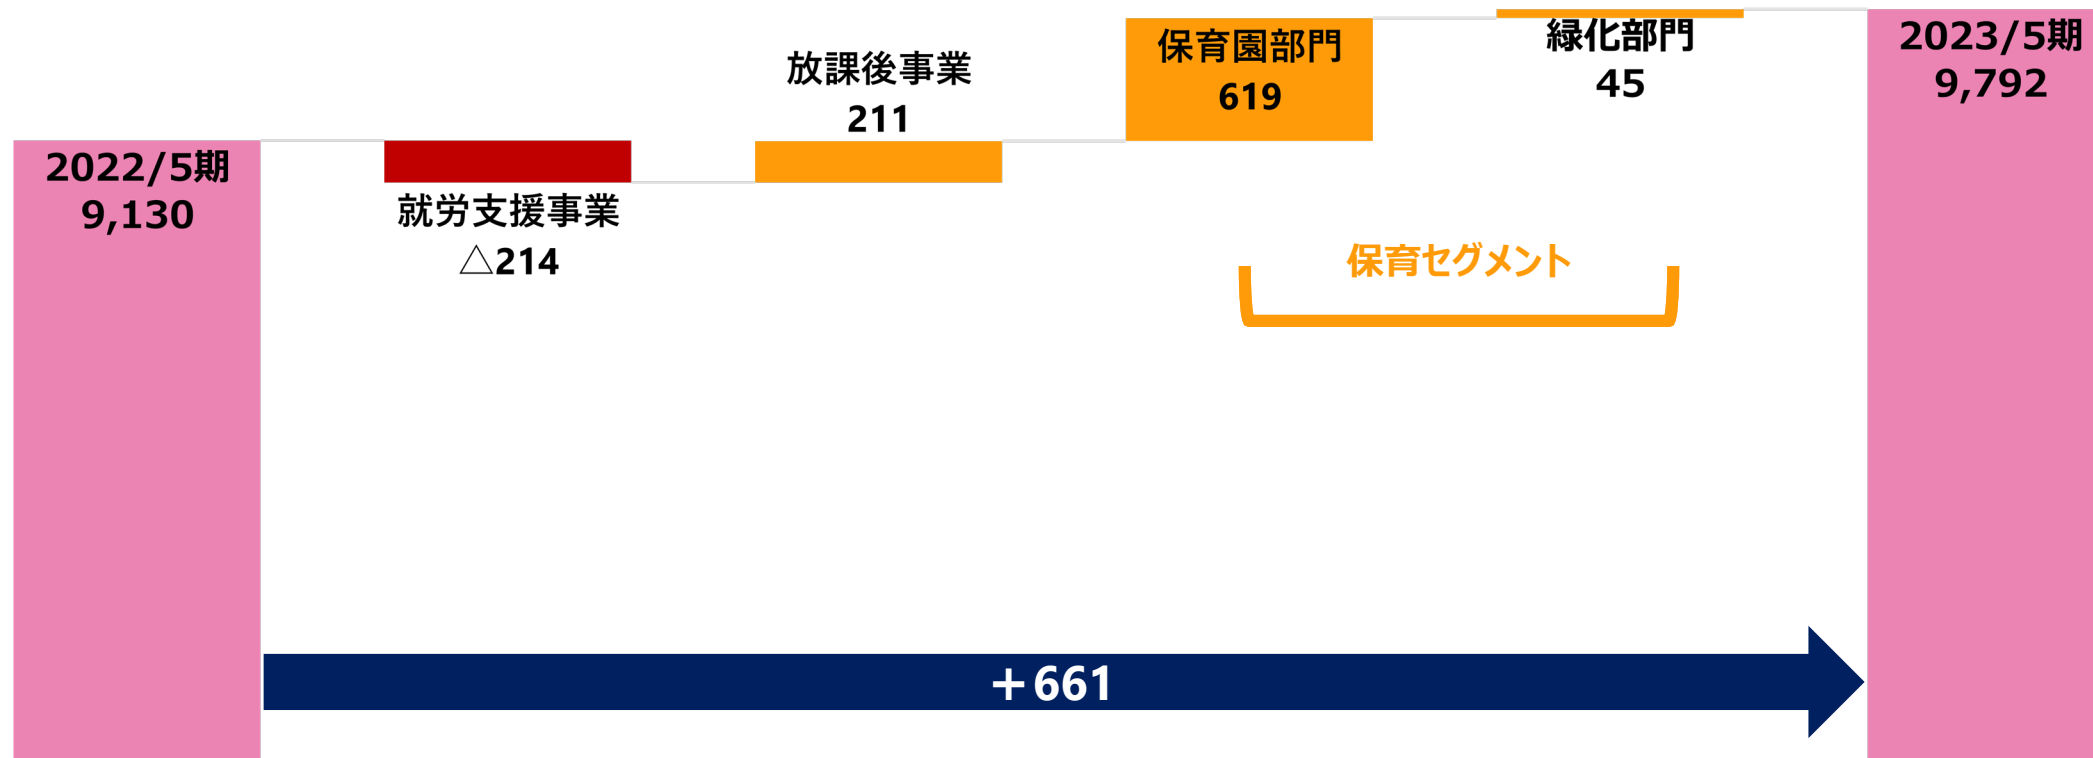 2022/5期
9,130
就労支援事業
△214
放課後事業
211
保育園部門
619
緑化部門
45
2023/5期
9,792
保育セグメント
＋661